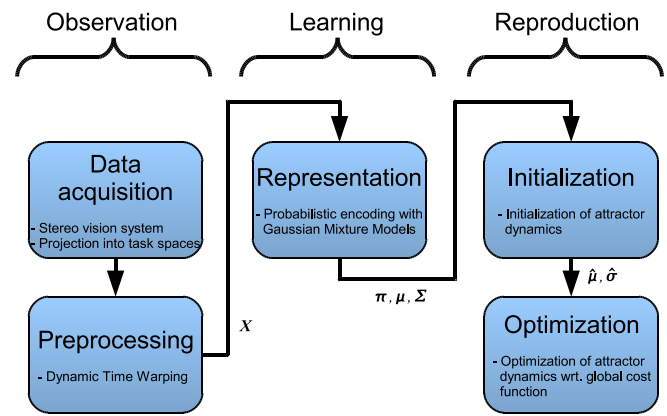 Observation
Learning
Reproduction
Data
acquisition
- Stereo vision system
- Projection into task spaces
Preprocessing
- Dynamic Time Warping
X
Representation
- Probabilistic encoding with
Gaussian Mixture Models
π, μ, Σ
Initialization
- Initialization of attractor
dynamics
μ̂, σ̂
Optimization
- Optimization of attractor
dynamics wrt. global cost
function